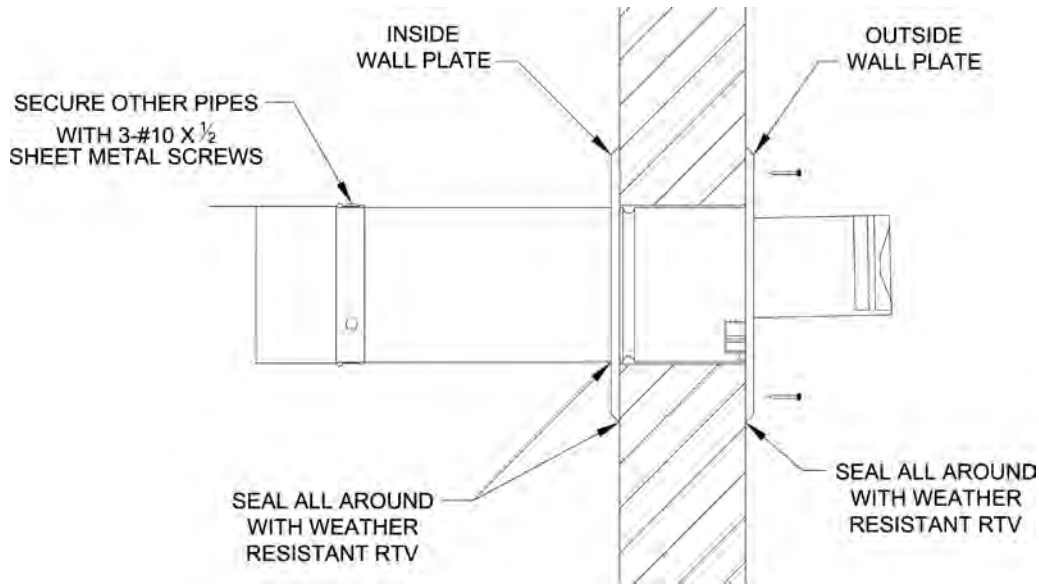 INSIDE
WALL PLATE
OUTSIDE
WALL PLATE
SECURE OTHER PIPES
WITH 3-#10 X ½
SHEET METAL SCREWS
SEAL ALL AROUND
WITH WEATHER
RESISTANT RTV
SEAL ALL AROUND
WITH WEATHER
RESISTANT RTV